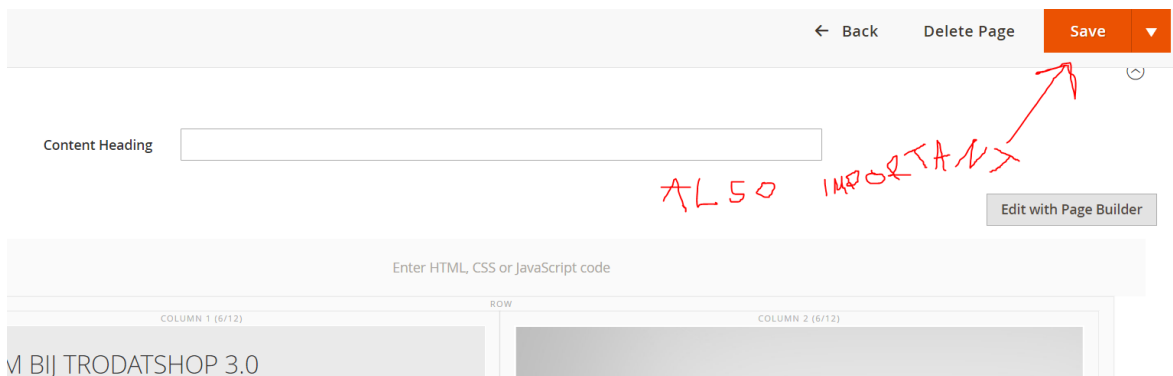 Back Delete Page Save
Content Heading
ALSO IMPORTANT
Edit with Page Builder
Enter HTML, CSS or JavaScript code
ROW
COLUMN 1 (6/12) COLUMN 2 (6/12)
M BIJ TRODATSHOP 3.0